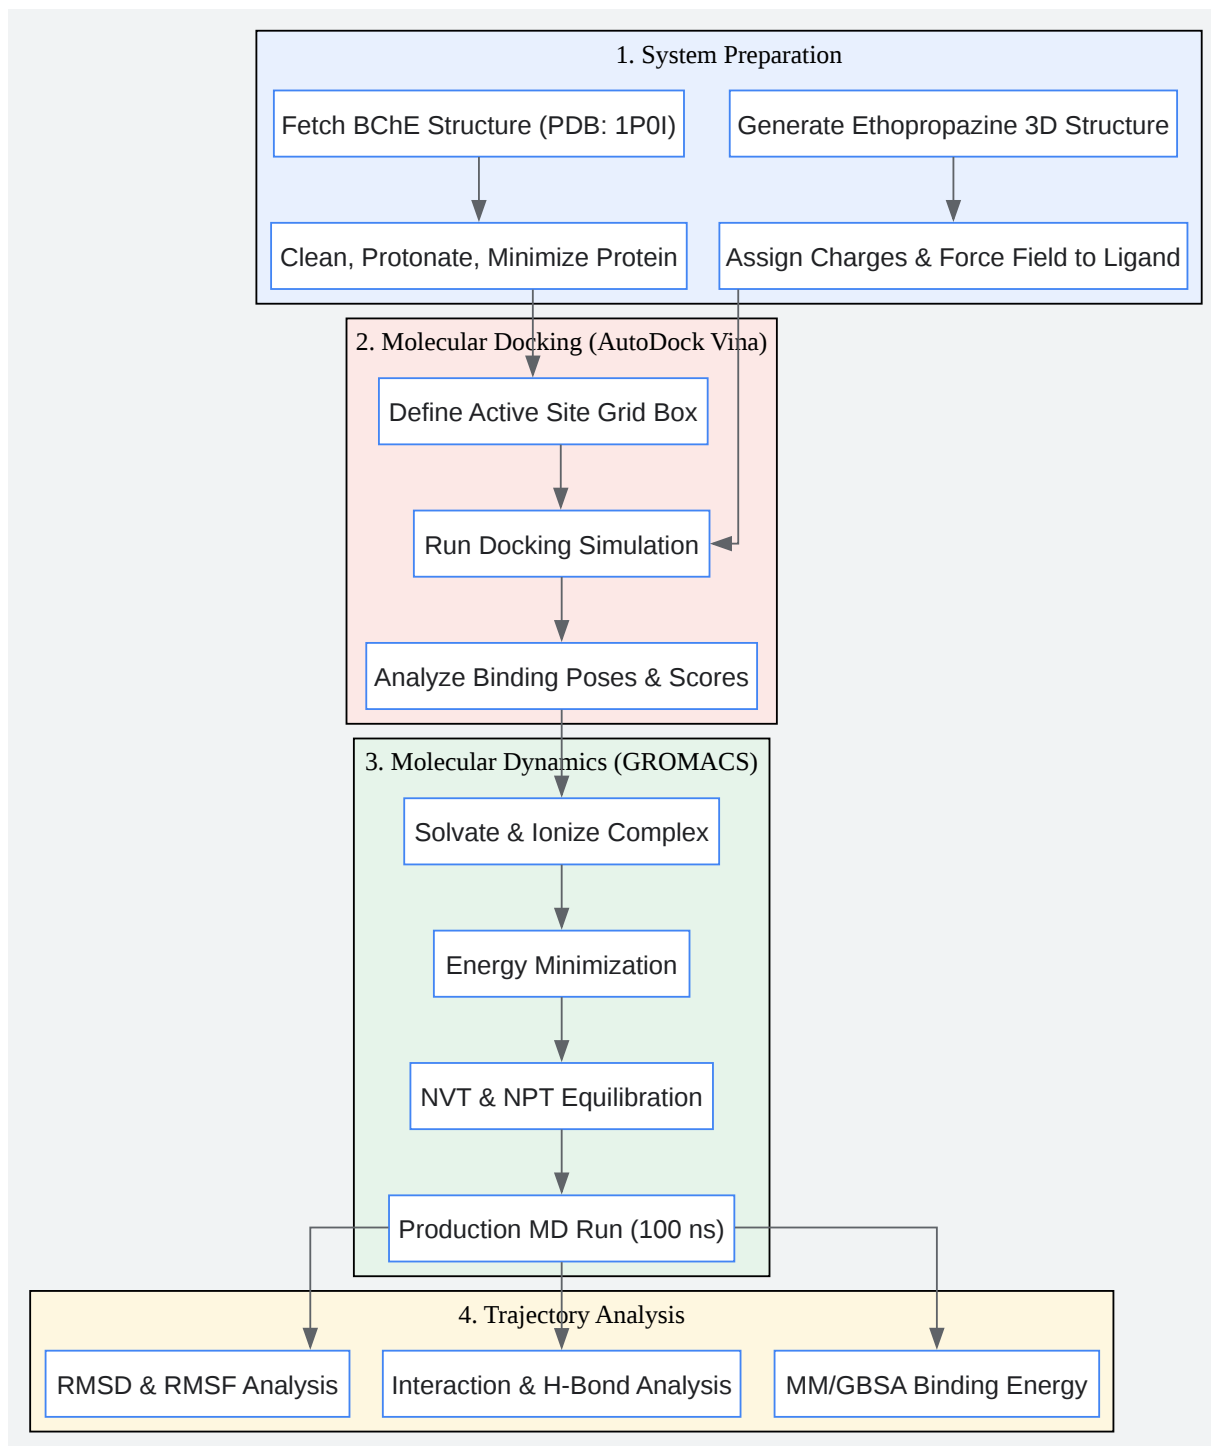 1. System Preparation
Fetch BChE Structure (PDB: 1P0I)
Generate Ethopropazine 3D Structure
Clean, Protonate, Minimize Protein
Assign Charges & Force Field to Ligand
2. Molecular Docking (AutoDock Vina)
Define Active Site Grid Box
Run Docking Simulation
Analyze Binding Poses & Scores
3. Molecular Dynamics (GROMACS)
Solvate & Ionize Complex
Energy Minimization
NVT & NPT Equilibration
Production MD Run (100 ns)
4. Trajectory Analysis
RMSD & RMSF Analysis
Interaction & H-Bond Analysis
MM/GBSA Binding Energy